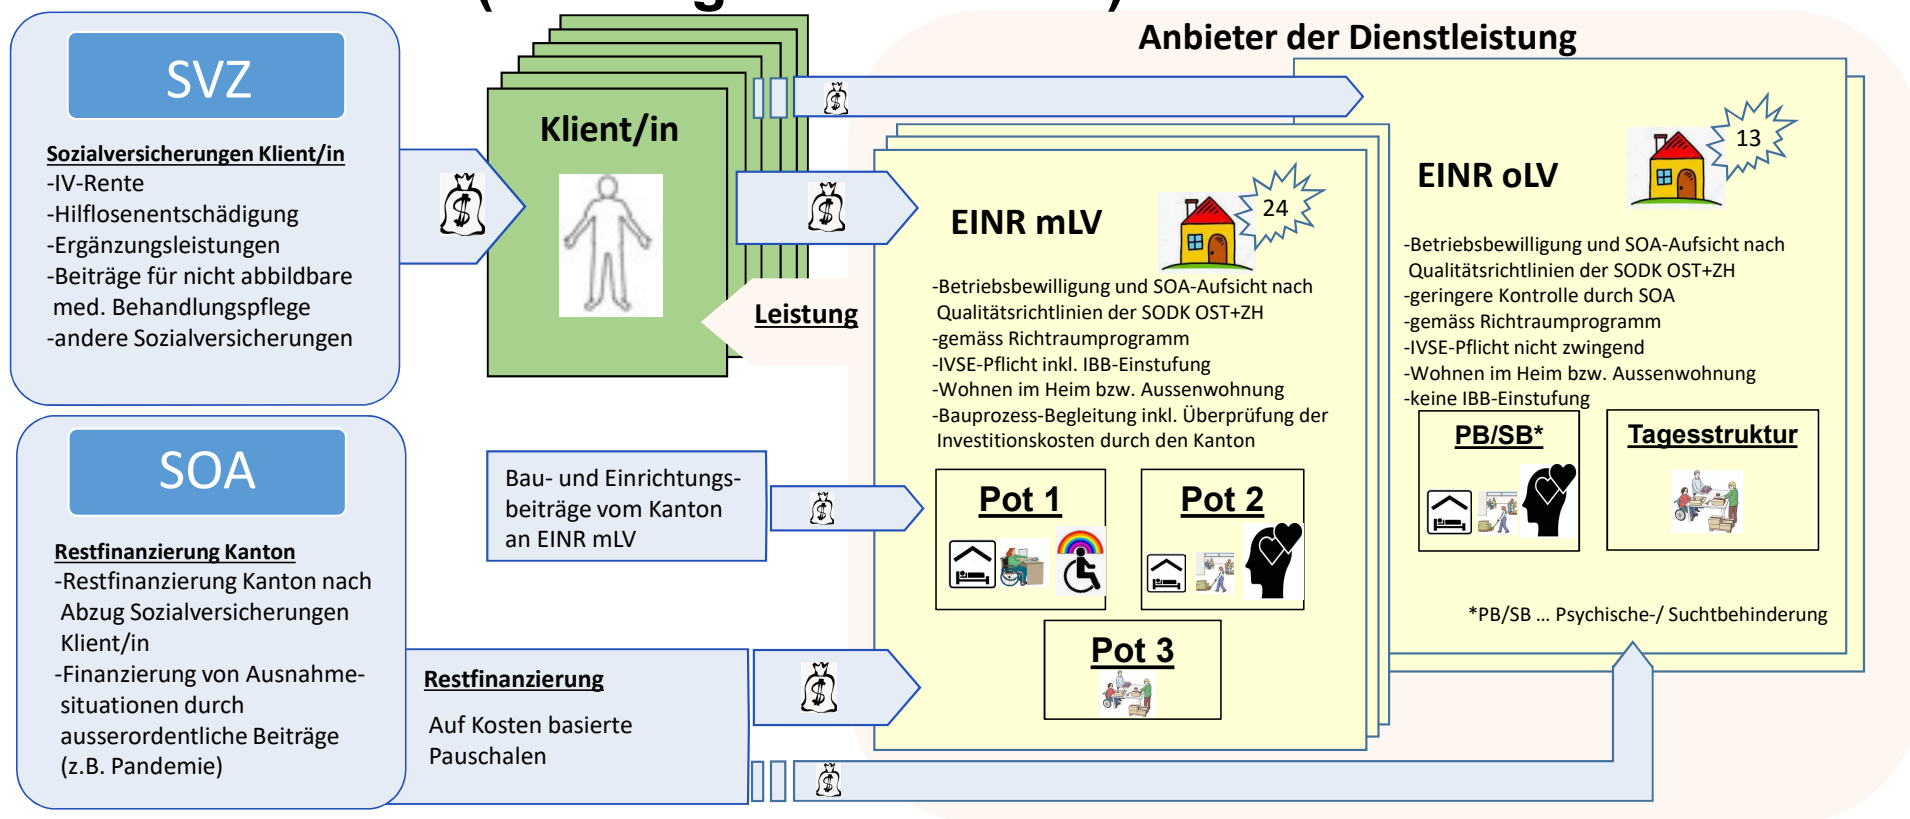 Anbieter der Dienstleistung
SVZ
Sozialversicherungen Klient/in
-IV-Rente
-Hilflosenentschädigung
-Ergänzungsleistungen
-Beiträge für nicht abbildbare
med. Behandlungspflege
-andere Sozialversicherungen
SOA
Restfinanzierung Kanton
-Restfinanzierung Kanton nach
Abzug Sozialversicherungen
Klient/in
-Finanzierung von Ausnahme-
situationen durch
ausserordentliche Beiträge
(z.B. Pandemie)
Klient/in
Leistung
Bau- und Einrichtungs-
beiträge vom Kanton
an EINR mLV
Restfinanzierung
Auf Kosten basierte
Pauschalen
EINR mLV
24
-Betriebsbewilligung und SOA-Aufsicht nach
Qualitätsrichtlinien der SODK OST+ZH
-gemäss Richtraumprogramm
-IVSE-Pflicht inkl. IBB-Einstufung
-Wohnen im Heim bzw. Aussenwohnung
-Bauprozess-Begleitung inkl. Überprüfung der
Investitionskosten durch den Kanton
Pot 1
Pot 2
Pot 3
EINR oLV
13
-Betriebsbewilligung und SOA-Aufsicht nach
Qualitätsrichtlinien der SODK OST+ZH
-geringere Kontrolle durch SOA
-gemäss Richtraumprogramm
-IVSE-Pflicht nicht zwingend
-Wohnen im Heim bzw. Aussenwohnung
-keine IBB-Einstufung
PB/SB*
Tagesstruktur
*PB/SB ... Psychische-/ Suchtbehinderung